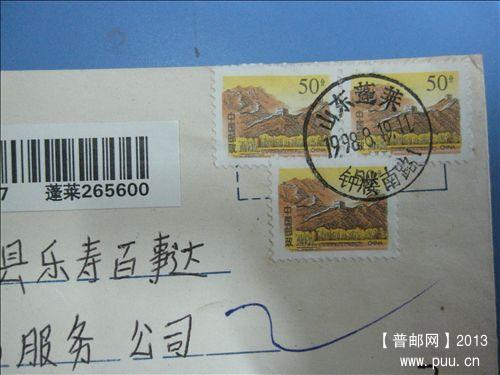 50分
50分
中国邮政
CHINA
山东蓬莱
1998.8.19.11
钟楼南路
中国邮政
CHINA
7 蓬莱265600
县乐寿百事达
服务 公司
【普邮网】2013
www.puu.cn